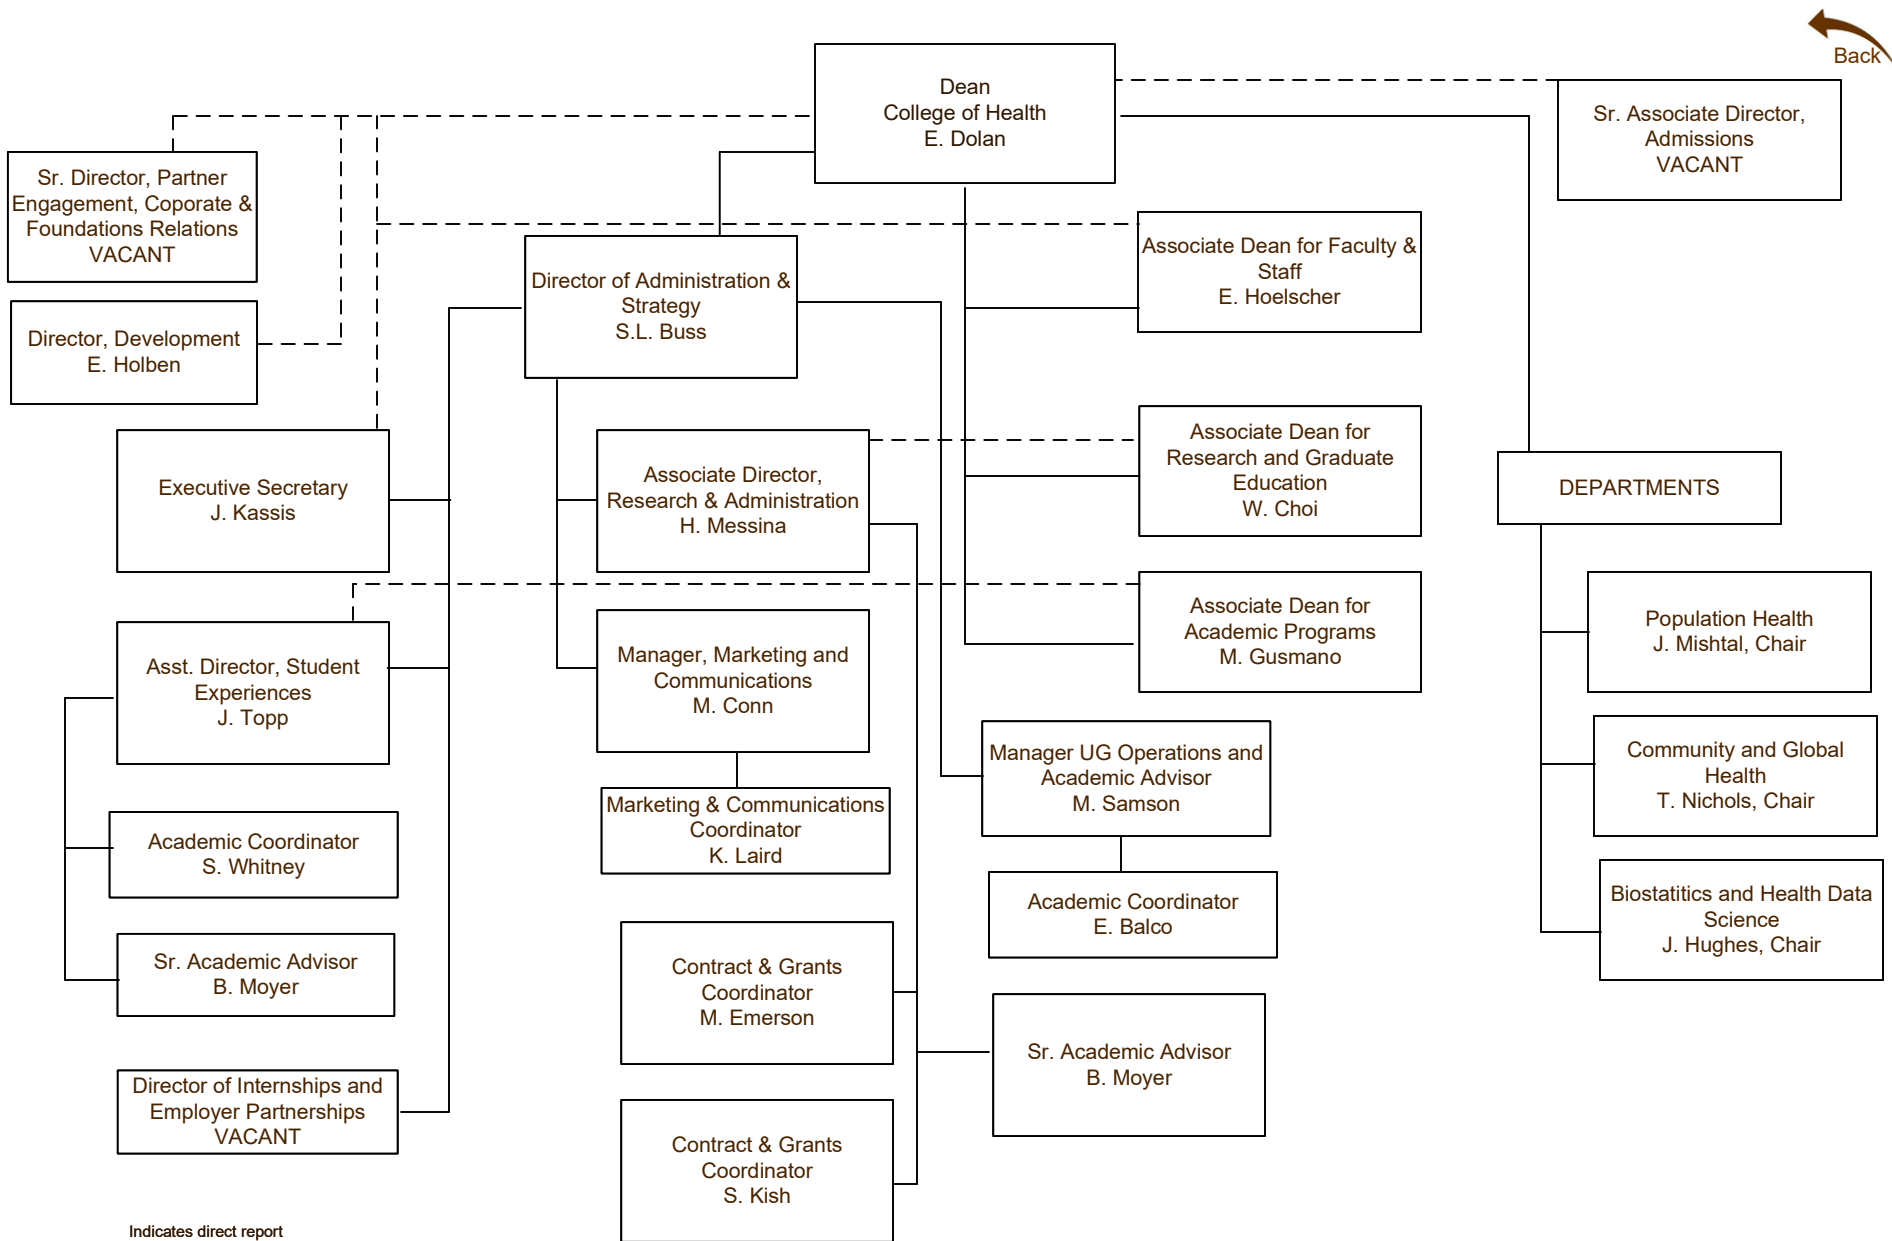 Back
Dean
College of Health
E. Dolan
Sr. Associate Director,
Admissions
VACANT
Sr. Director, Partner
Engagement, Coporate &
Foundations Relations
VACANT
Associate Dean for Faculty &
Staff
E. Hoelscher
Director of Administration &
Strategy
S.L. Buss
Director, Development
E. Holben
Executive Secretary
J. Kassis
Associate Director,
Research & Administration
H. Messina
Associate Dean for
Research and Graduate
Education
W. Choi
DEPARTMENTS
Asst. Director, Student
Experiences
J. Topp
Manager, Marketing and
Communications
M. Conn
Associate Dean for
Academic Programs
M. Gusmano
Population Health
J. Mishtal, Chair
Manager UG Operations and
Academic Advisor
M. Samson
Community and Global
Health
T. Nichols, Chair
Academic Coordinator
S. Whitney
Marketing & Communications
Coordinator
K. Laird
Academic Coordinator
E. Balco
Biostatitics and Health Data
Science
J. Hughes, Chair
Sr. Academic Advisor
B. Moyer
Contract & Grants
Coordinator
M. Emerson
Sr. Academic Advisor
B. Moyer
Director of Internships and
Employer Partnerships
VACANT
Contract & Grants
Coordinator
S. Kish
Indicates direct report